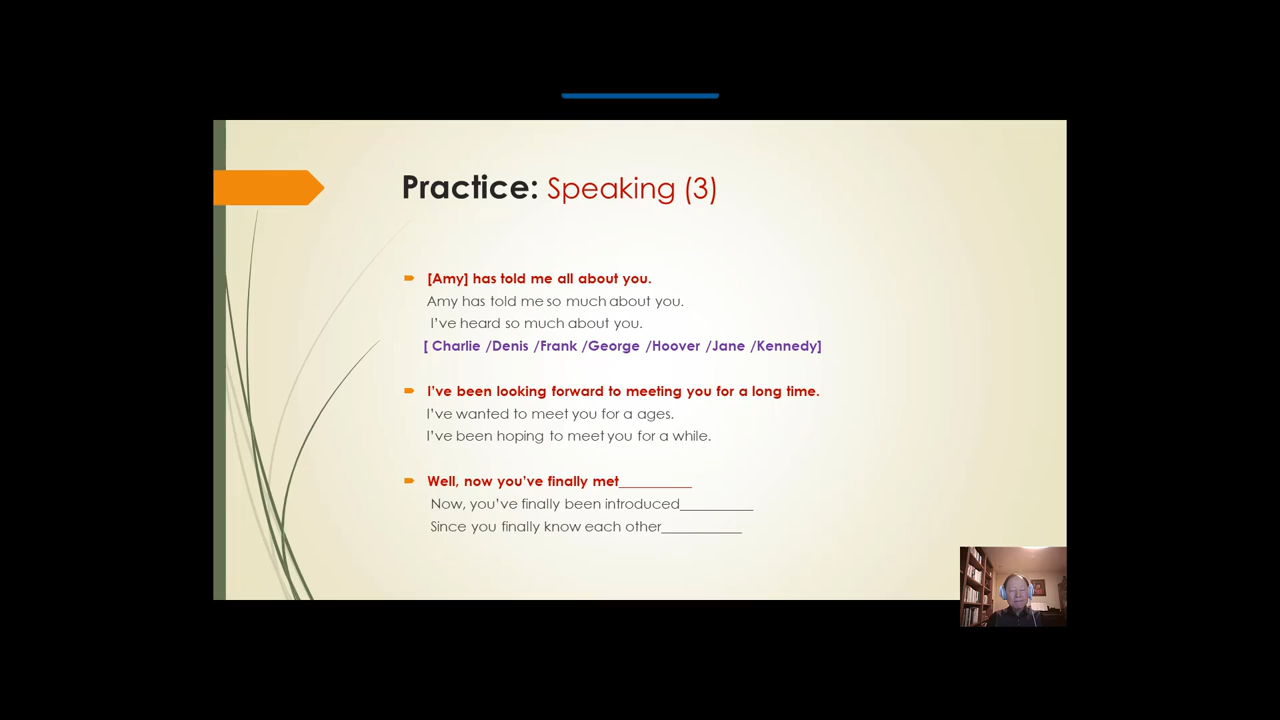 Practice: Speaking (3)
[Amy] has told me all about you.
Amy has told me so much about you.
I've heard so much about you.
[ Charlie /Denis /Frank /George /Hoover /Jane /Kennedy]
I've been looking forward to meeting you for a long time.
I've wanted to meet you for a ages.
I've been hoping to meet you for a while.
Well, now you've finally met__________
Now, you've finally been introduced__________
Since you finally know each other___________